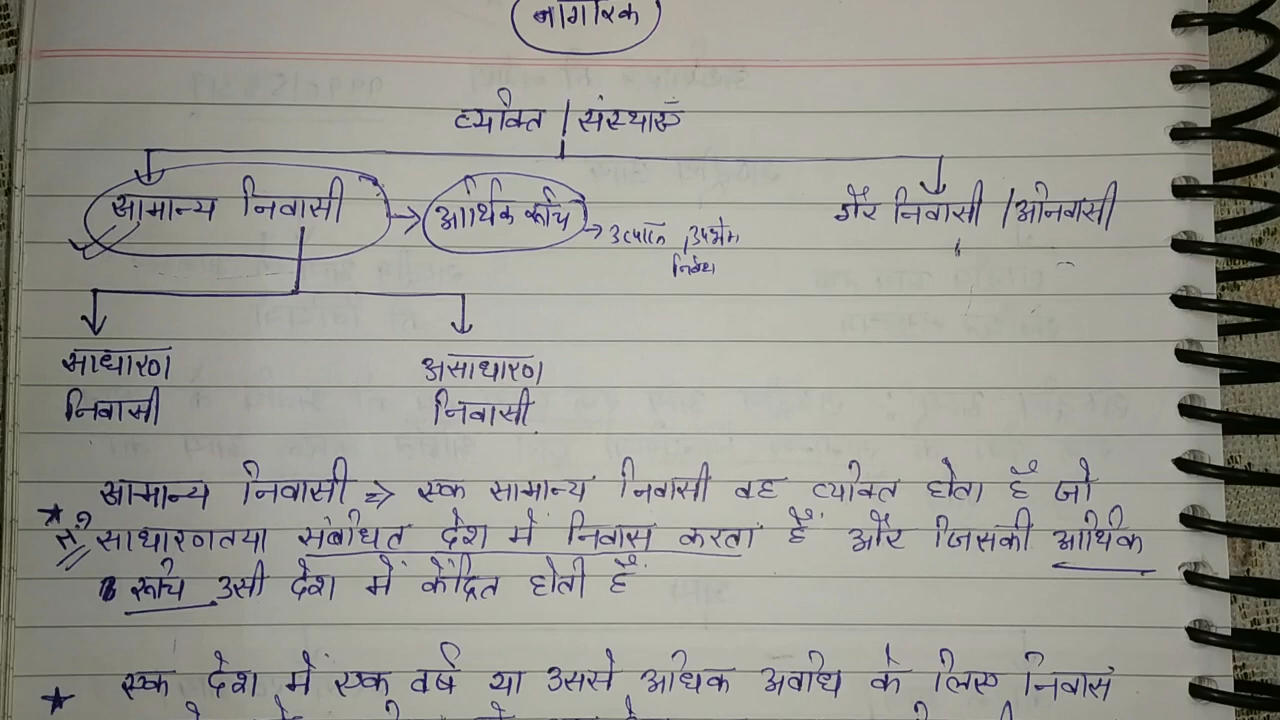 नागरिक
व्यक्ति / संस्थाएँ
सामान्य निवासी → आर्थिक रूचि → उत्पादन, उपभोग
निवेश
गैर निवासी / अनिवासी
साधारण असाधारण
निवासी निवासी
सामान्य निवासी ⇒ एक सामान्य निवासी वह व्यक्ति होता है जो
साधारणतया संबंधित देश में निवास करता है और जिसकी आर्थिक
रूचि उसी देश में केंद्रित होती है
एक देश में एक वर्ष या उससे अधिक अवधि के लिए निवास